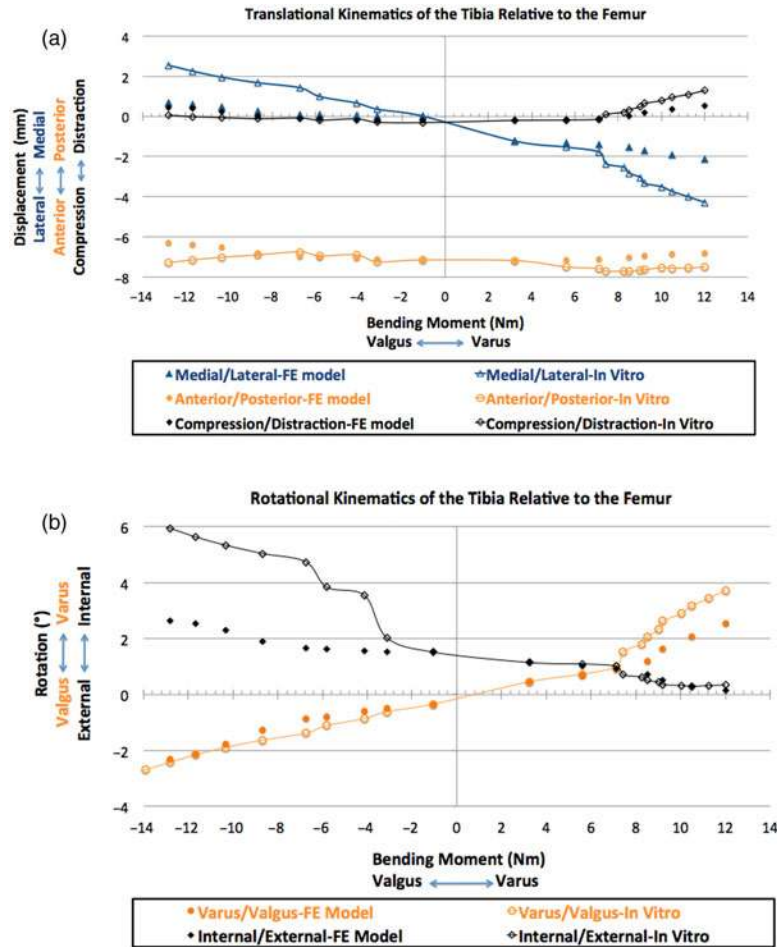 Translational Kinematics of the Tibia Relative to the Femur
(a)
4
2
0
−2
−4
−6
−8
Displacement (mm)
Lateral Medial
Anterior Posterior
Compression Distraction
−14 −12 −10 −8 −6 −4 −2 0 2 4 6 8 10 12 14
Bending Moment (Nm)
Valgus Varus
Medial/Lateral-FE model Medial/Lateral-In Vitro
Anterior/Posterior-FE model Anterior/Posterior-In Vitro
Compression/Distraction-FE model Compression/Distraction-In Vitro
(b)
Rotational Kinematics of the Tibia Relative to the Femur
6
4
2
0
−2
−4
Rotation (°)
Valgus Varus
External Internal
−14 −12 −10 −8 −6 −4 −2 0 2 4 6 8 10 12 14
Bending Moment (Nm)
Valgus Varus
Varus/Valgus-FE Model Varus/Valgus-In Vitro
Internal/External-FE Model Internal/External-In Vitro